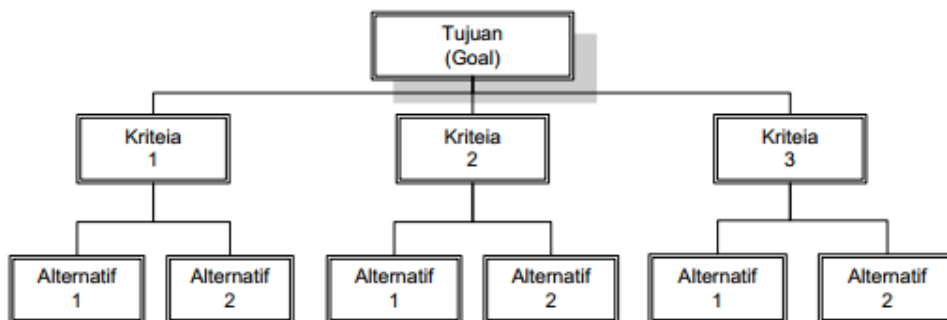 Tujuan
(Goal)
Kriteia
1
Kriteia
2
Kriteia
3
Alternatif
1
Alternatif
2
Alternatif
1
Alternatif
2
Alternatif
1
Alternatif
2